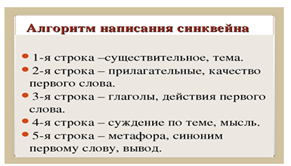 Алгоритм написания синквейна
1-я строка –существительное, тема.
2-я строка – прилагательные, качество
первого слова.
3-я строка – глаголы, действия первого
слова.
4-я строка – суждение по теме, мысль.
5-я строка – метафора, синоним
первому слову, вывод.